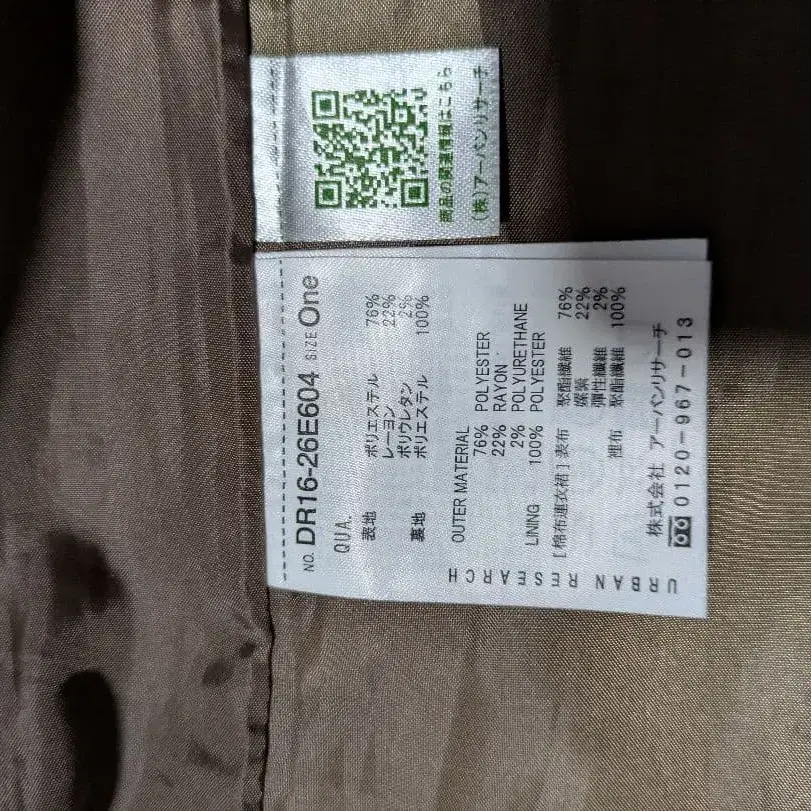 商品の関連情報はこちら
(株)アーバンリサーチ
NO. DR16-26E604 SIZE One
QUA.
表地 ポリエステル 76%
レーヨン 22%
ポリウレタン 2%
裏地 ポリエステル 100%
OUTER MATERIAL
76% POLYESTER
22% RAYON
2% POLYURETHANE
LINING 100% POLYESTER
[棉布連衣裙] 表布 聚酯纖維 76%
嫘縈 22%
彈性纖維 2%
裡布 聚酯纖維 100%
URBAN RESEARCH
株式会社 アーバンリサーチ
0120-967-013